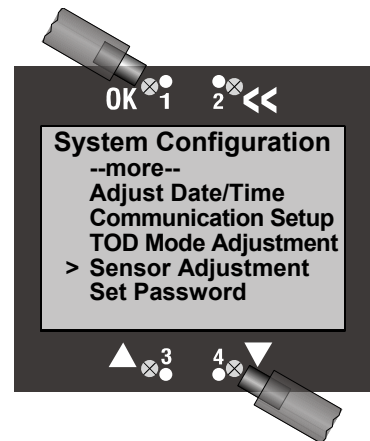 OK 1 2 <<
System Configuration
--more--
Adjust Date/Time
Communication Setup
TOD Mode Adjustment
> Sensor Adjustment
Set Password
3 4